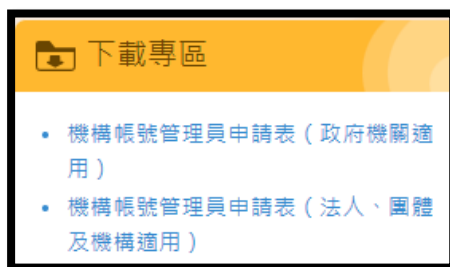 下載專區
機構帳號管理員申請表（政府機關適
用）
機構帳號管理員申請表（法人、團體
及機構適用）